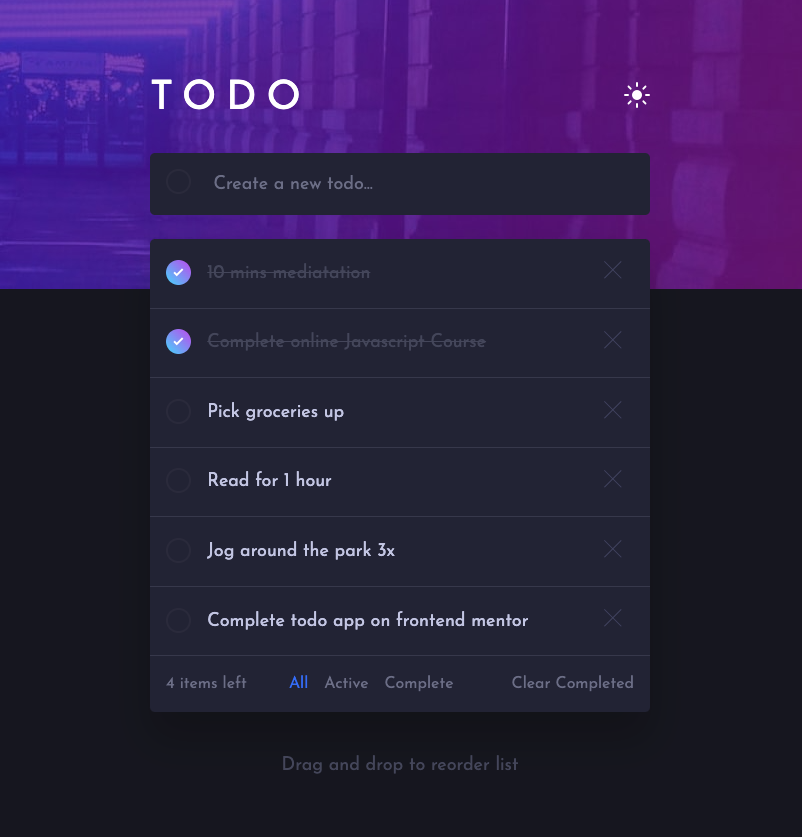 TODO
Create a new todo...
10 mins mediatation
Complete online Javascript Course
Pick groceries up
Read for 1 hour
Jog around the park 3x
Complete todo app on frontend mentor
4 items left All Active Complete Clear Completed
Drag and drop to reorder list